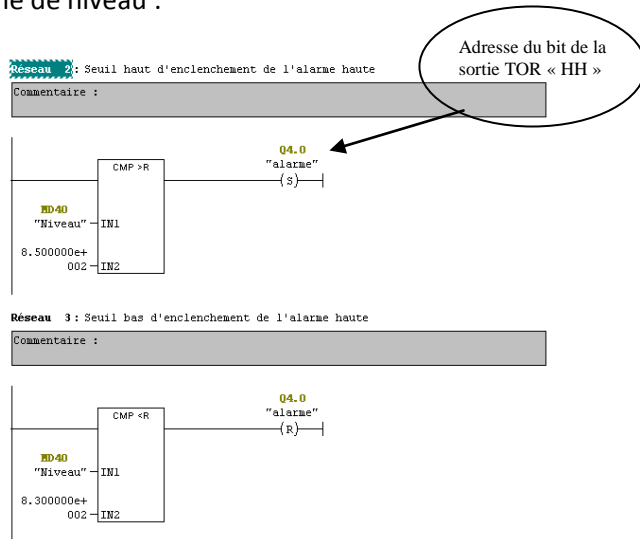 ne de niveau :
Adresse du bit de la
sortie TOR « HH »
Réseau 2 : Seuil haut d'enclenchement de l'alarme haute
Commentaire :
Q4.0
"alarme"
CMP >R
(S)
MD40
"Niveau" IN1
8.500000e+
002 IN2
Réseau 3 : Seuil bas d'enclenchement de l'alarme haute
Commentaire :
Q4.0
"alarme"
CMP <R
(R)
MD40
"Niveau" IN1
8.300000e+
002 IN2